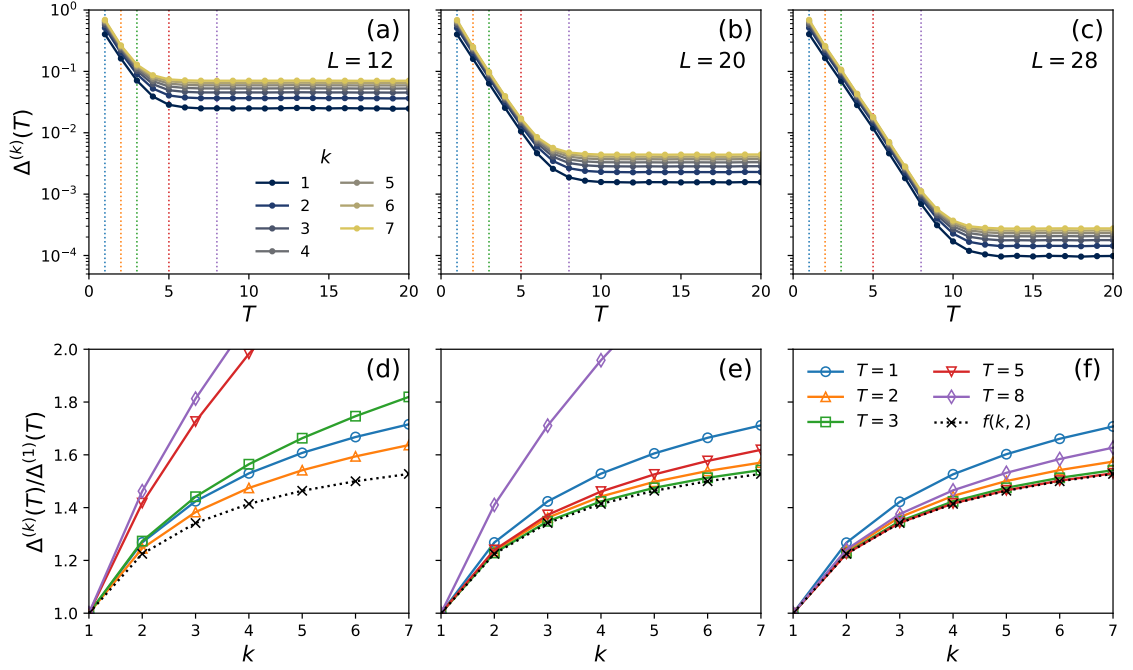 (a)
L = 12
10⁰
10⁻¹
10⁻²
10⁻³
10⁻⁴
Δ⁽ᵏ⁾(T)
k
1 5
2 6
3 7
4
0 5 10 15 20
T
(b)
L = 20
0 5 10 15 20
T
(c)
L = 28
0 5 10 15 20
T
(d)
2.0
1.8
1.6
1.4
1.2
1.0
Δ⁽ᵏ⁾(T)/Δ⁽¹⁾(T)
1 2 3 4 5 6 7
k
(e)
1 2 3 4 5 6 7
k
(f)
T = 1 T = 5
T = 2 T = 8
T = 3 f(k, 2)
1 2 3 4 5 6 7
k